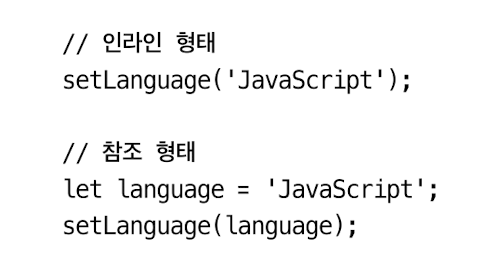 // 인라인 형태
setLanguage('JavaScript');
// 참조 형태
let language = 'JavaScript';
setLanguage(language);